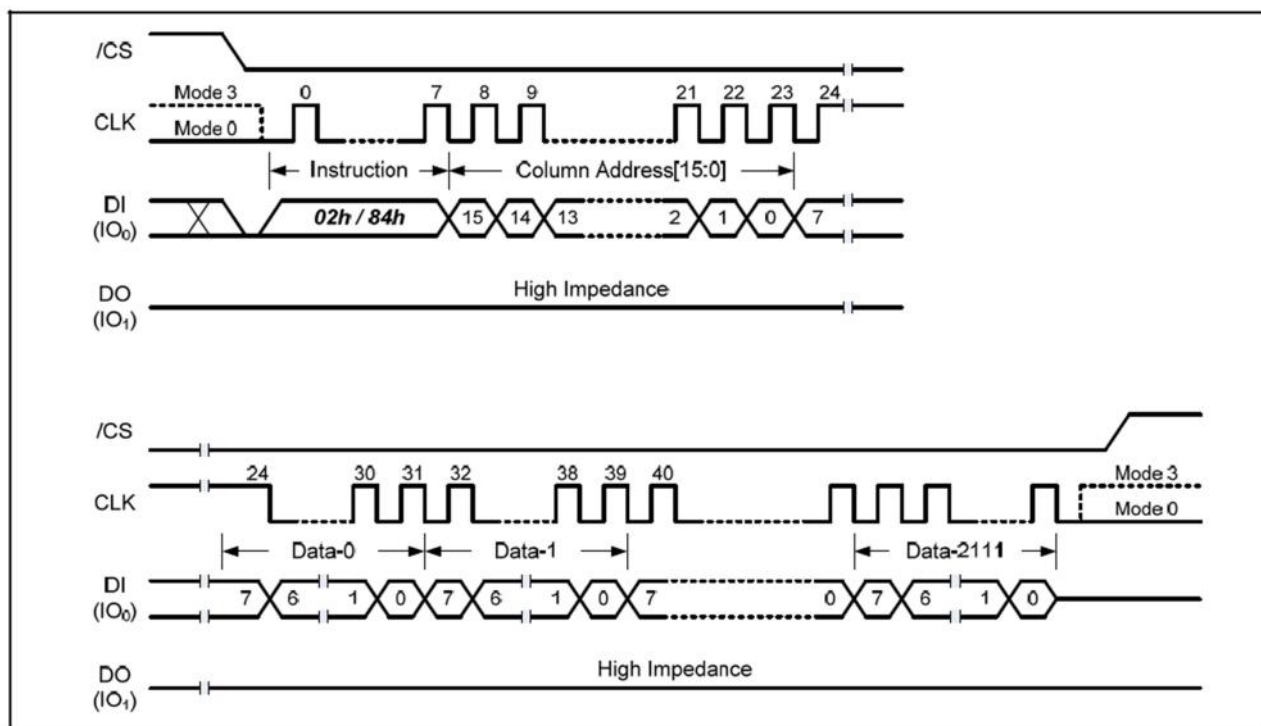 /CS
Mode 3 0 7 8 9 21 22 23 24
CLK
Mode 0
Instruction Column Address[15:0]
DI
(IO₀)
02h / 84h 15 14 13 2 1 0 7
High Impedance
DO
(IO₁)
/CS
24 30 31 32 38 39 40 Mode 3
CLK
Mode 0
Data-0 Data-1 Data-2111
DI
(IO₀)
7 6 1 0 7 6 1 0 7 0 7 6 1 0
High Impedance
DO
(IO₁)